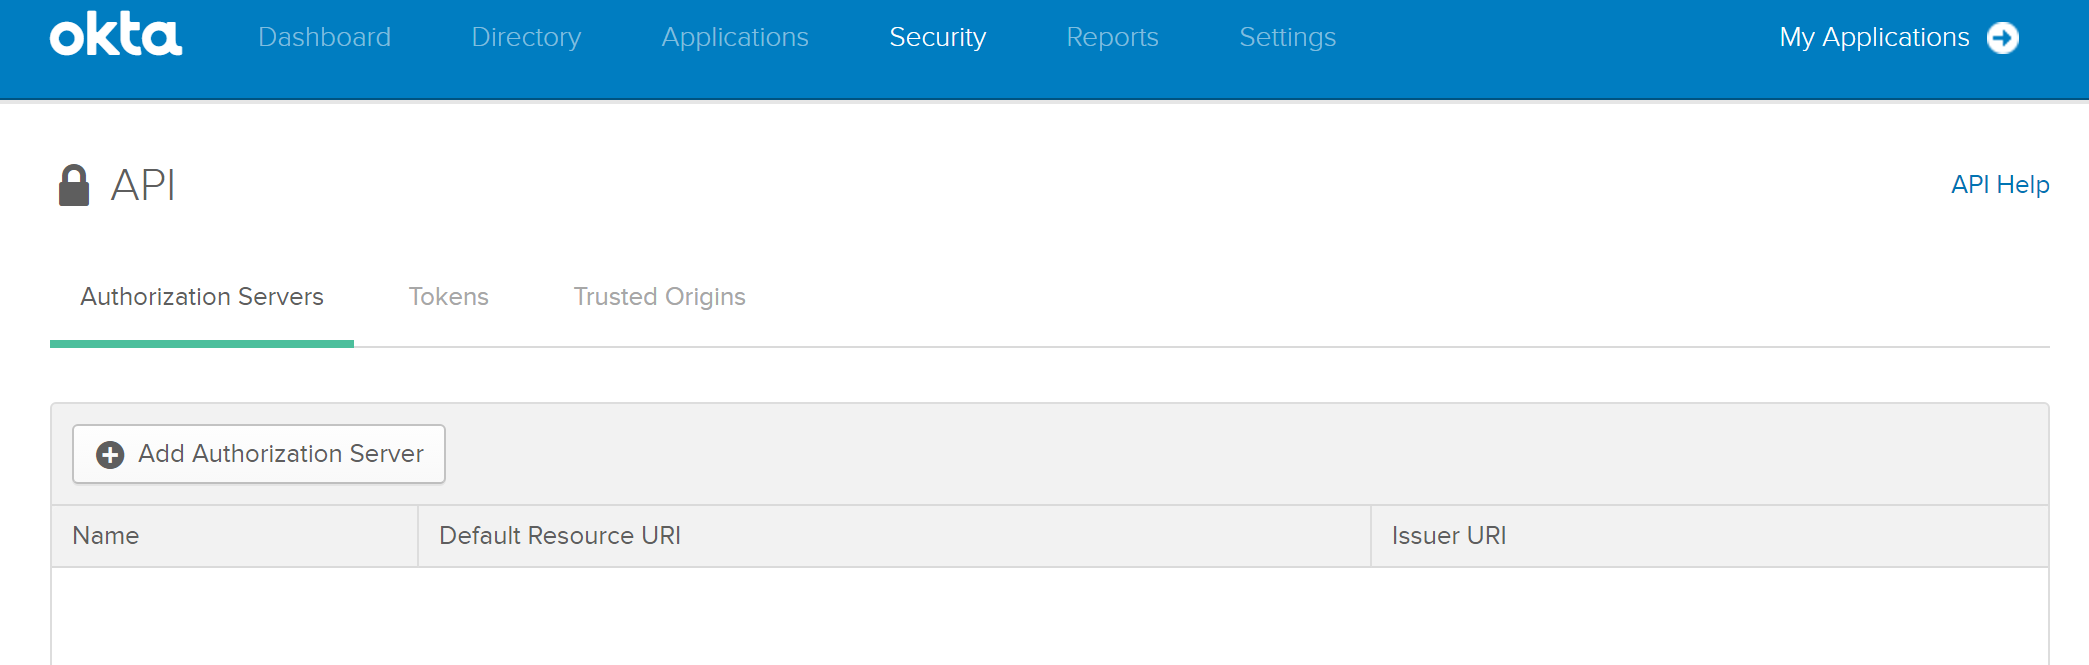 okta Dashboard Directory Applications Security Reports Settings My Applications
API API Help
Authorization Servers Tokens Trusted Origins
Add Authorization Server
Name Default Resource URI Issuer URI